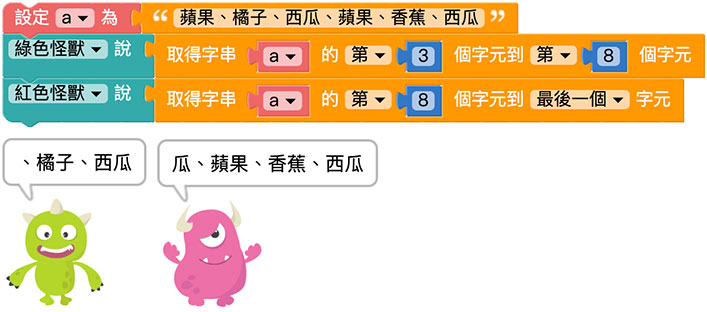 設定 a 為 “ 蘋果、橘子、西瓜、蘋果、香蕉、西瓜 ”
綠色怪獸 說 取得字串 a 的 第 3 個字元到 第 8 個字元
紅色怪獸 說 取得字串 a 的 第 8 個字元到 最後一個 字元
、橘子、西瓜
瓜、蘋果、香蕉、西瓜